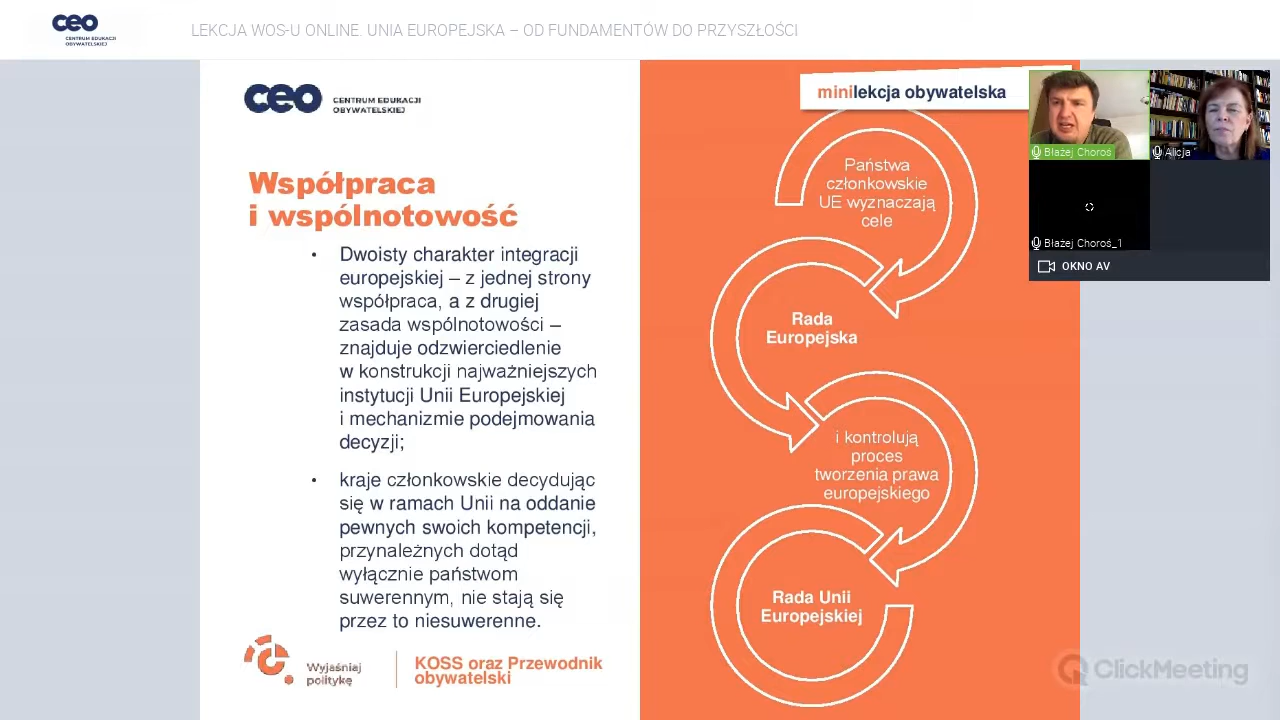 ceo
CENTRUM EDUKACJI
OBYWATELSKIEJ
LEKCJA WOS-U ONLINE. UNIA EUROPEJSKA – OD FUNDAMENTÓW DO PRZYSZŁOŚCI
ceo
CENTRUM EDUKACJI
OBYWATELSKIEJ
Współpraca
i wspólnotowość
• Dwoisty charakter integracji
europejskiej – z jednej strony
współpraca, a z drugiej
zasada wspólnotowości –
znajduje odzwierciedlenie
w konstrukcji najważniejszych
instytucji Unii Europejskiej
i mechanizmie podejmowania
decyzji;
• kraje członkowskie decydując
się w ramach Unii na oddanie
pewnych swoich kompetencji,
przynależnych dotąd
wyłącznie państwom
suwerennym, nie stają się
przez to niesuwerenne.
Wyjaśniaj
politykę
KOSS oraz Przewodnik
obywatelski
minilekcja obywatelska
Państwa
członkowskie
UE wyznaczają
cele
Rada
Europejska
i kontrolują
proces
tworzenia prawa
europejskiego
Rada Unii
Europejskiej
Błażej Choroś
Alicja
Błażej Choroś_1
OKNO AV
ClickMeeting